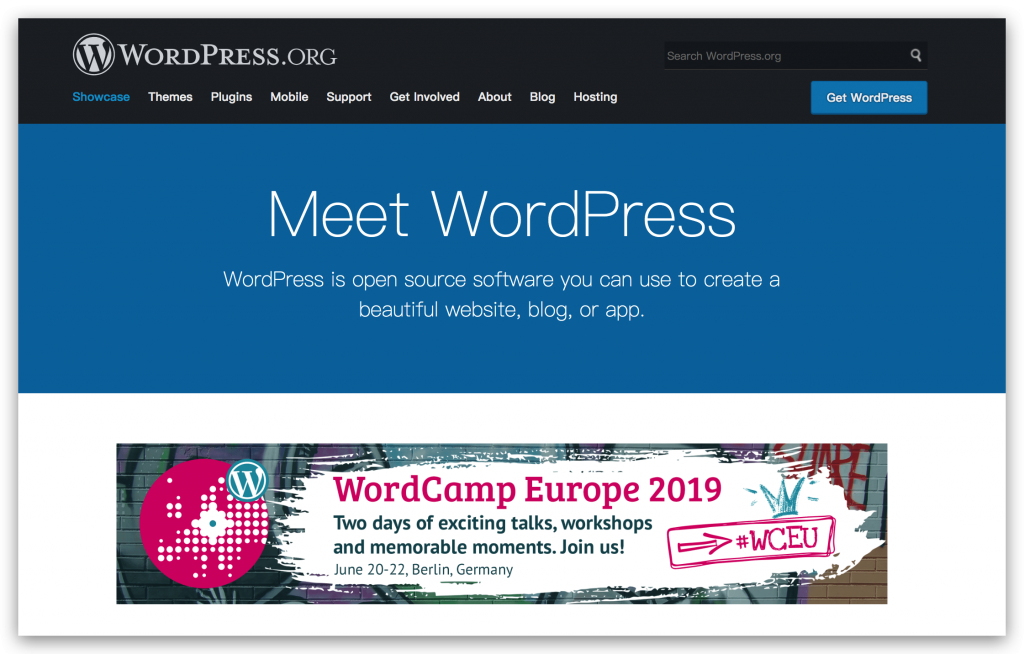 WORDPRESS.ORG
Search WordPress.org
Showcase Themes Plugins Mobile Support Get Involved About Blog Hosting
Get WordPress
Meet WordPress
WordPress is open source software you can use to create a
beautiful website, blog, or app.
SHAPE
W
WordCamp Europe 2019
Two days of exciting talks, workshops
and memorable moments. Join us!
June 20-22, Berlin, Germany
#WCEU